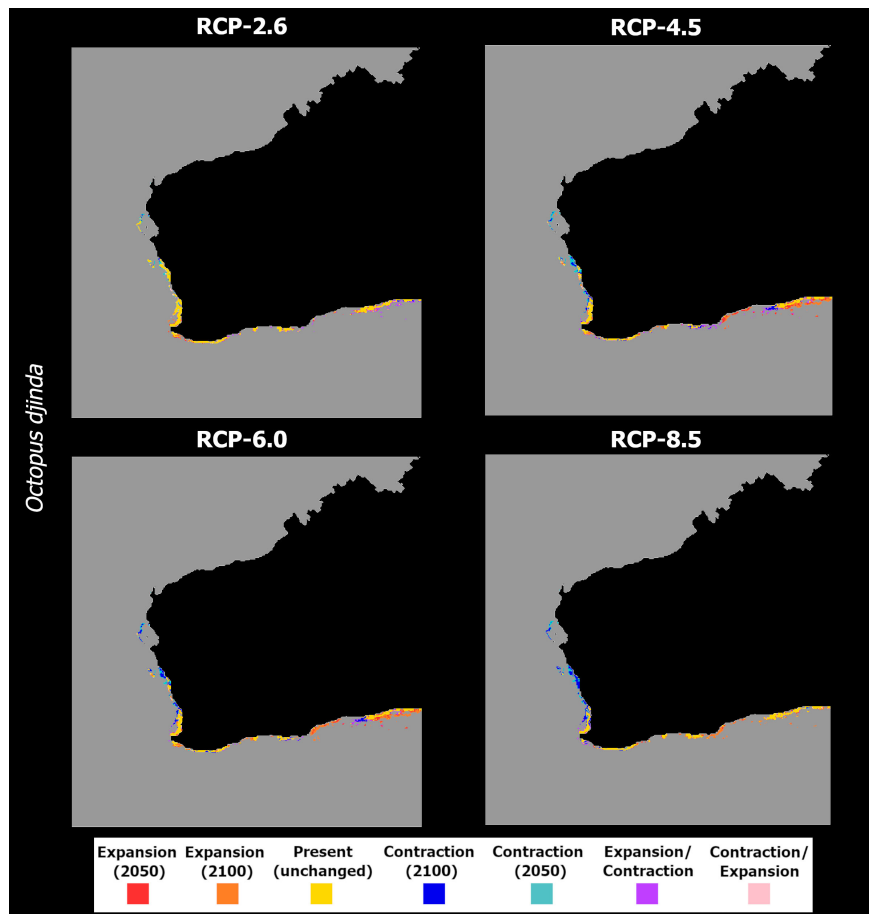 RCP-2.6
RCP-4.5
Octopus djinda
RCP-6.0
RCP-8.5
Expansion
(2050)
Expansion
(2100)
Present
(unchanged)
Contraction
(2100)
Contraction
(2050)
Expansion/
Contraction
Contraction/
Expansion